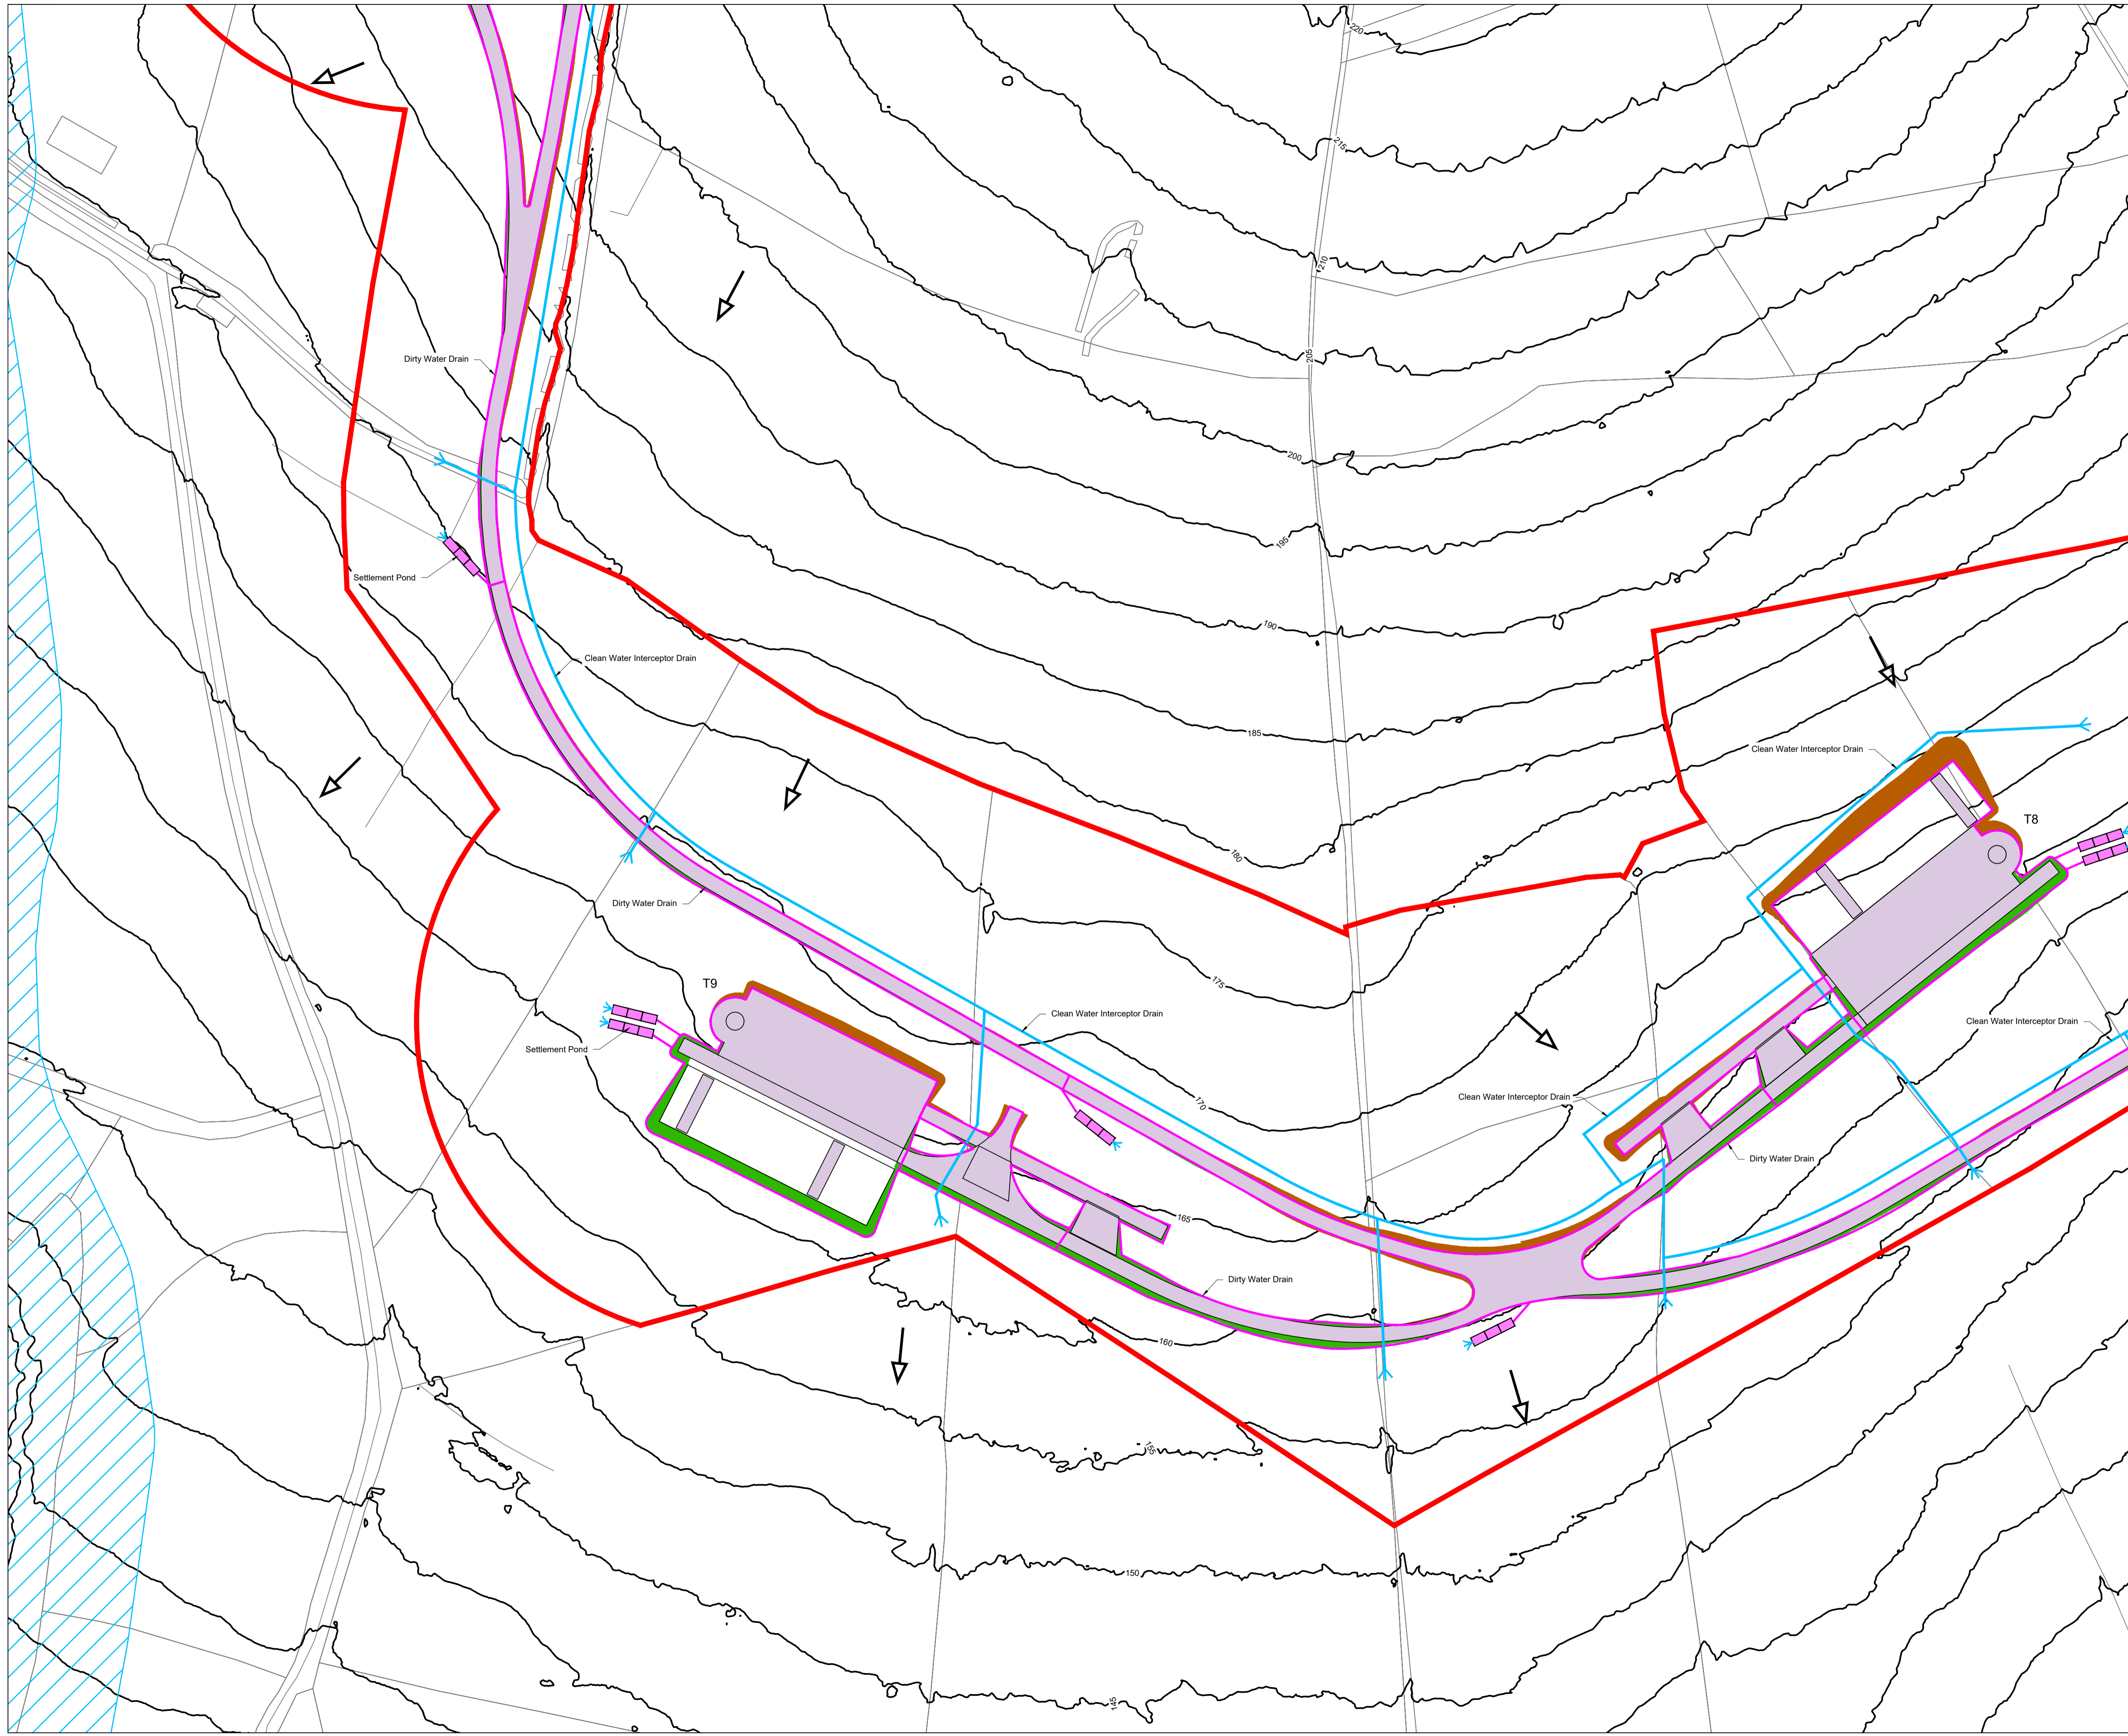 220
215
210
205
Dirty Water Drain
200
195
Settlement Pond
190
Clean Water Interceptor Drain
185
Clean Water Interceptor Drain
T8
180
Dirty Water Drain
175
T9
Clean Water Interceptor Drain
Clean Water Interceptor Drain
Settlement Pond
170
Clean Water Interceptor Drain
Dirty Water Drain
165
Dirty Water Drain
160
155
150
145